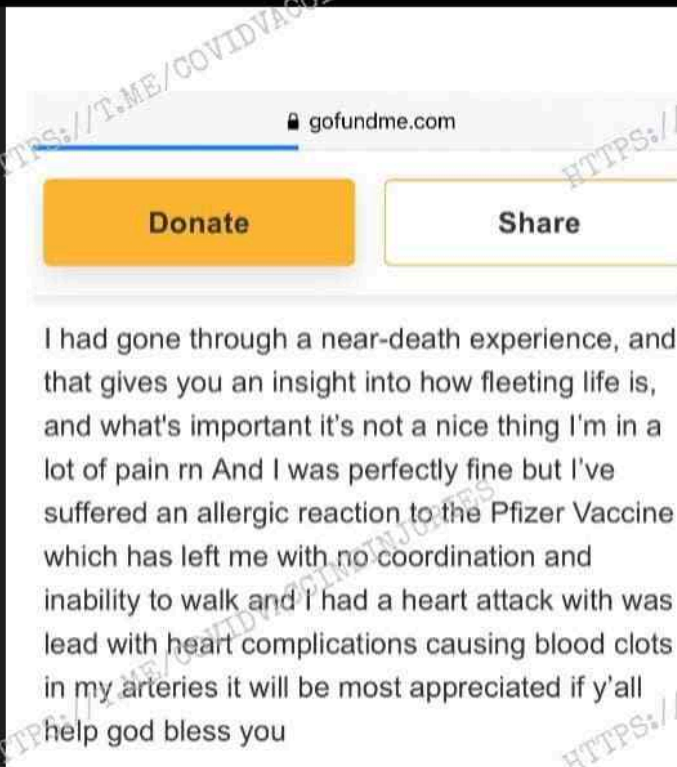 gofundme.com
Donate
Share
I had gone through a near-death experience, and
that gives you an insight into how fleeting life is,
and what's important it's not a nice thing I'm in a
lot of pain rn And I was perfectly fine but I've
suffered an allergic reaction to the Pfizer Vaccine
which has left me with no coordination and
inability to walk and I had a heart attack with was
lead with heart complications causing blood clots
in my arteries it will be most appreciated if y'all
help god bless you